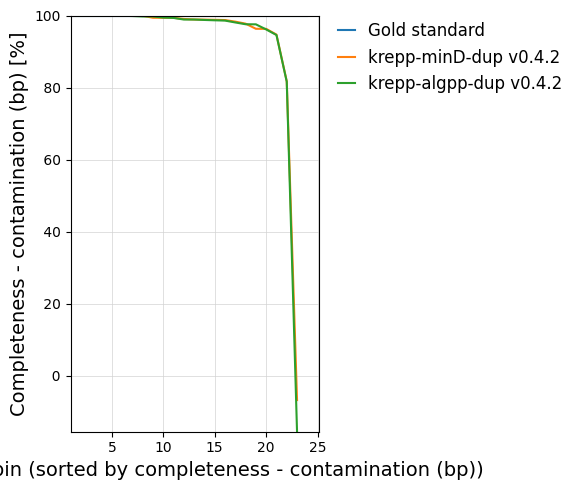 Completeness - contamination (bp) [%]
100
80
60
40
20
0
5
10
15
20
25
bin (sorted by completeness - contamination (bp))
Gold standard
krepp-minD-dup v0.4.2
krepp-algpp-dup v0.4.2